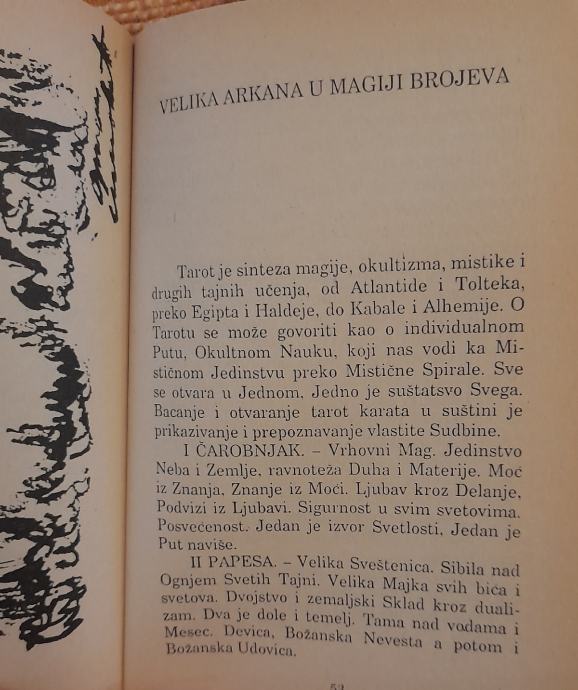 VELIKA ARKANA U MAGIJI BROJEVA
Tarot je sinteza magije, okultizma, mistike i
drugih tajnih učenja, od Atlantide i Tolteka,
preko Egipta i Haldeje, do Kabale i Alhemije. O
Tarotu se može govoriti kao o individualnom
Putu, Okultnom Nauku, koji nas vodi ka Mi-
stičnom Jedinstvu preko Mistične Spirale. Sve
se otvara u Jednom, Jedno je suštatsvo Svega.
Bacanje i otvaranje tarot karata u suštini je
prikazivanje i prepoznavanje vlastite Sudbine.
I ČAROBNJAK. – Vrhovni Mag. Jedinstvo
Neba i Zemlje, ravnoteža Duha i Materije. Moć
iz Znanja, Znanje iz Moći. Ljubav kroz Delanje,
Podvizi iz Ljubavi. Sigurnost u svim svetovima.
Posvećenost. Jedan je izvor Svetlosti, Jedan je
Put naviše.
II PAPESA. – Velika Sveštenica. Sibila nad
Ognjem Svetih Tajni. Velika Majka svih bića i
svetova. Dvojstvo i zemaljski Sklad kroz duali-
zam. Dva je dole i temelj. Tama nad vodama i
Mesec. Devica, Božanska Nevesta a potom i
Božanska Udovica.